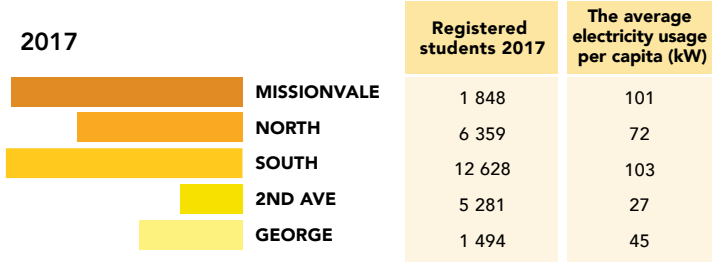 2017
Registered
students 2017
The average
electricity usage
per capita (kW)
MISSIONVALE 1 848 101
NORTH 6 359 72
SOUTH 12 628 103
2ND AVE 5 281 27
GEORGE 1 494 45